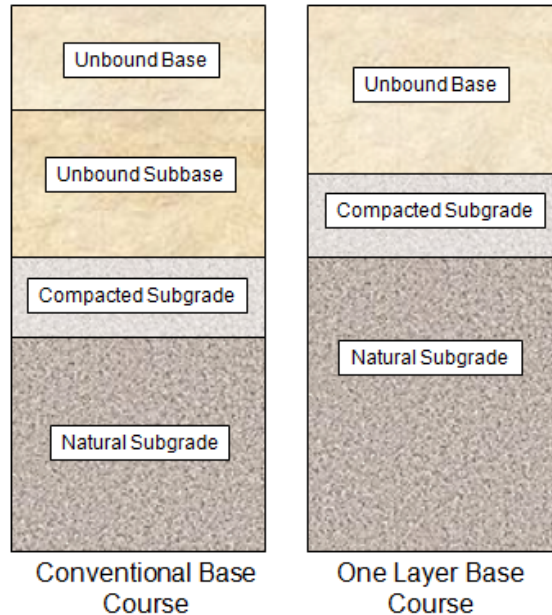 Unbound Base
Unbound Subbase
Compacted Subgrade
Natural Subgrade
Conventional Base
Course
Unbound Base
Compacted Subgrade
Natural Subgrade
One Layer Base
Course